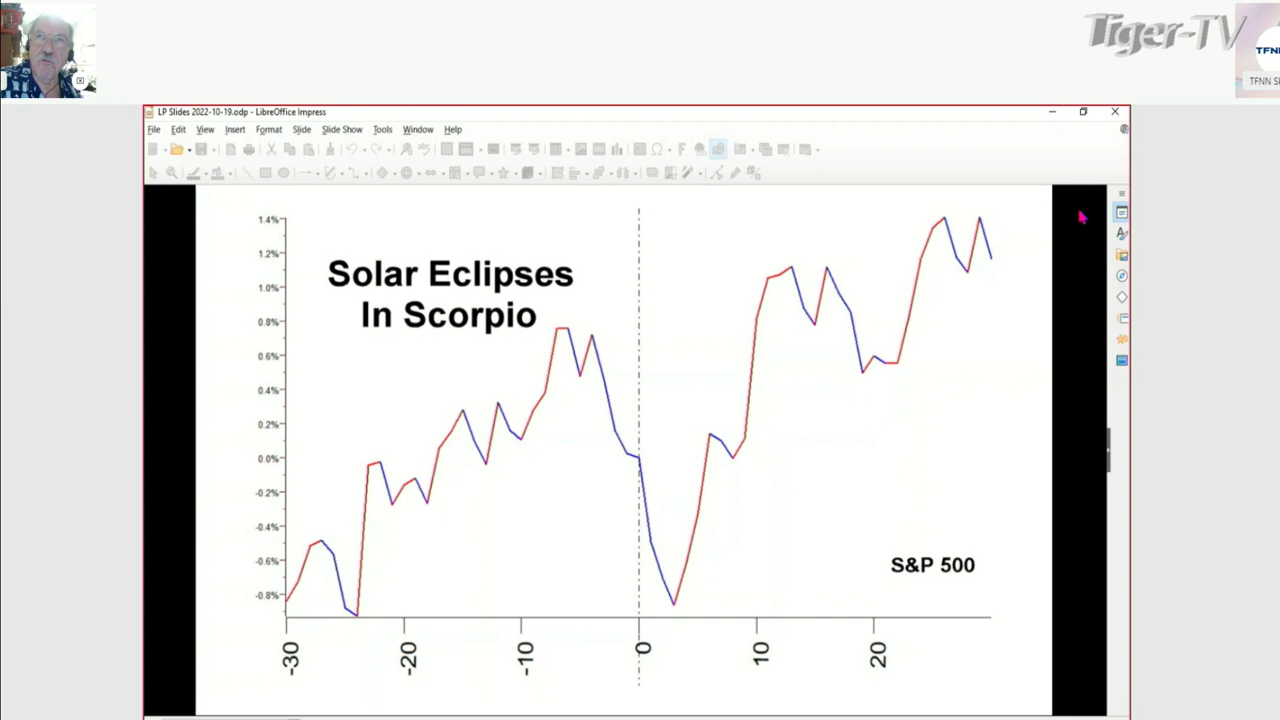 Tiger-TV
TFNN
TFNN
LP Slides 2022-10-19.odp - LibreOffice Impress
File Edit View Insert Format Slide Slide Show Tools Window Help
Solar Eclipses
In Scorpio
1.4%
1.2%
1.0%
0.8%
0.6%
0.4%
0.2%
0.0%
-0.2%
-0.4%
-0.6%
-0.8%
S&P 500
-30 -20 -10 0 10 20